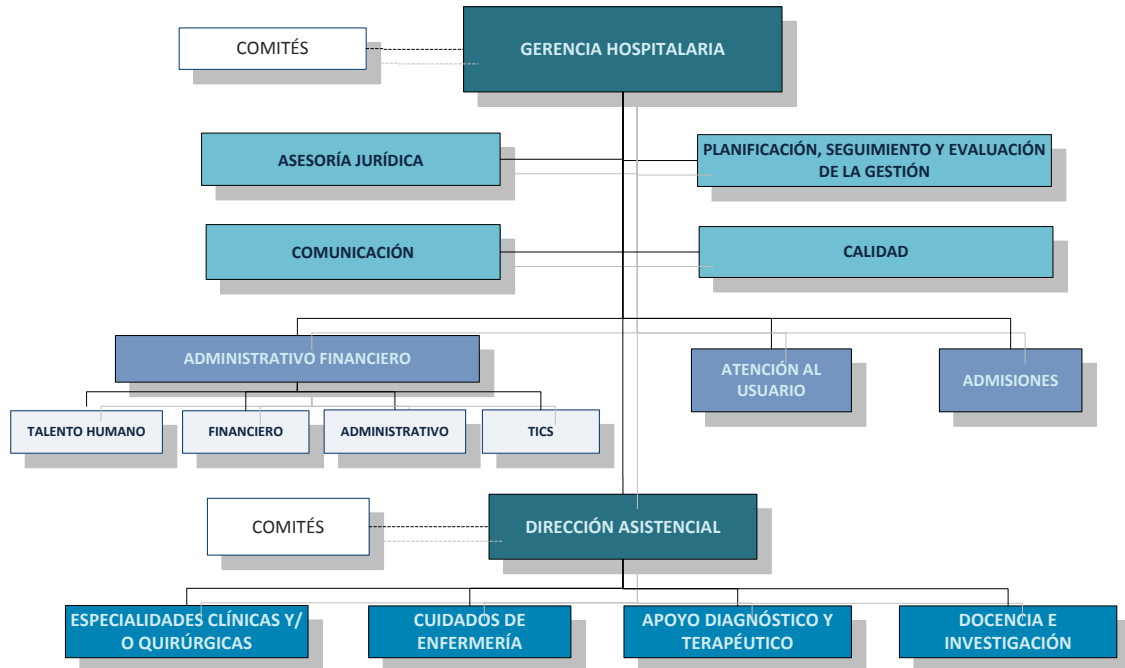 COMITÉS
GERENCIA HOSPITALARIA
ASESORÍA JURÍDICA
PLANIFICACIÓN, SEGUIMIENTO Y EVALUACIÓN
DE LA GESTIÓN
COMUNICACIÓN
CALIDAD
ADMINISTRATIVO FINANCIERO
ATENCIÓN AL
USUARIO
ADMISIONES
TALENTO HUMANO
FINANCIERO
ADMINISTRATIVO
TICS
COMITÉS
DIRECCIÓN ASISTENCIAL
ESPECIALIDADES CLÍNICAS Y/
O QUIRÚRGICAS
CUIDADOS DE
ENFERMERÍA
APOYO DIAGNÓSTICO Y
TERAPÉUTICO
DOCENCIA E
INVESTIGACIÓN